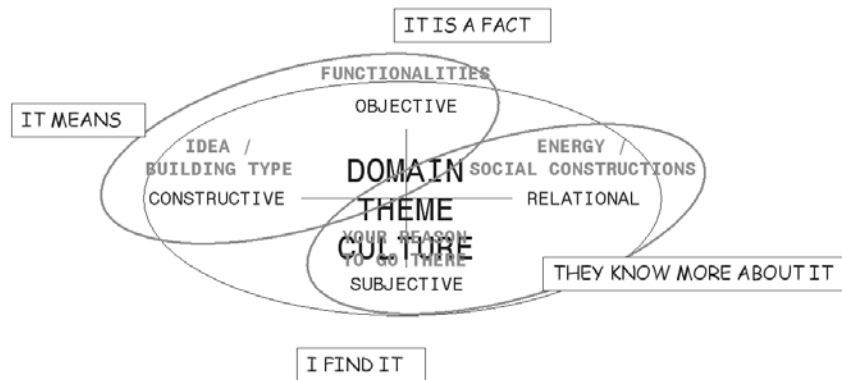 IT IS A FACT
FUNCTIONALITIES
OBJECTIVE
IT MEANS
IDEA /
BUILDING TYPE
CONSTRUCTIVE
ENERGY /
SOCIAL CONSTRUCTIONS
RELATIONAL
DOMAIN
THEME
CULTURE
YOUR REASON
TO GO THERE
SUBJECTIVE
THEY KNOW MORE ABOUT IT
I FIND IT